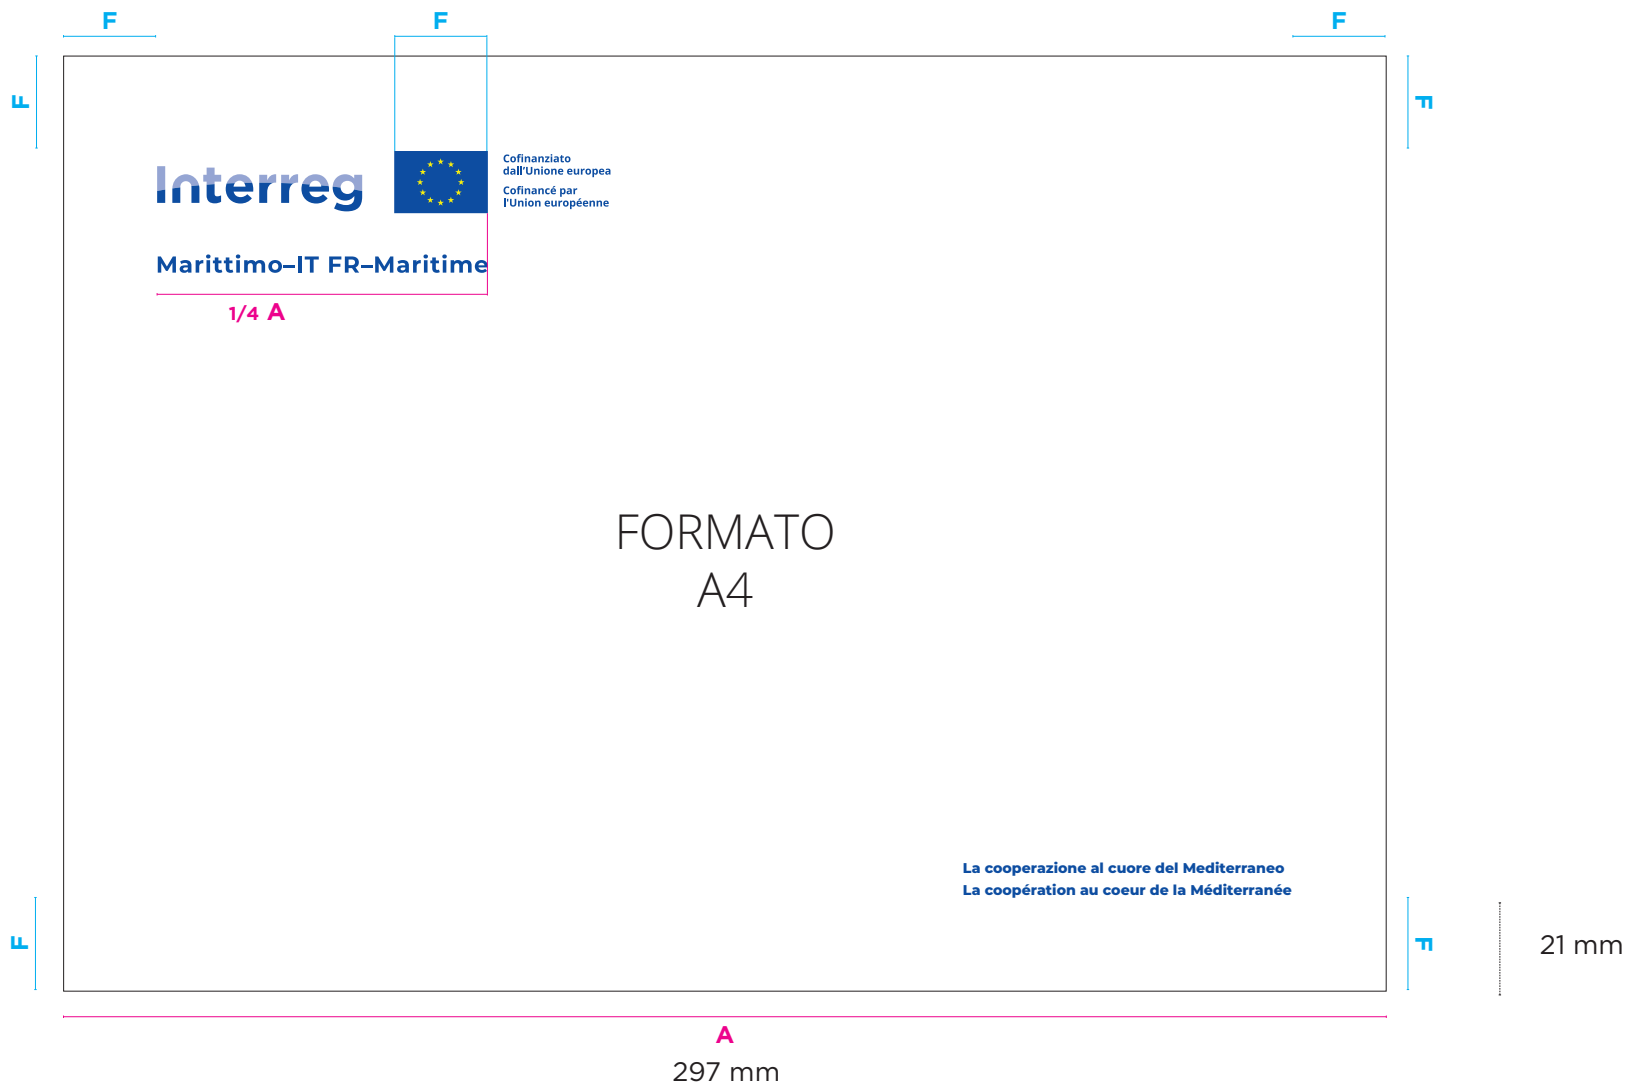 F
F
F
F
F
Interreg
Cofinanziato
dall'Unione europea
Cofinancé par
l'Union européenne
Marittimo–IT FR–Maritime
1/4 A
FORMATO
A4
La cooperazione al cuore del Mediterraneo
La coopération au coeur de la Méditerranée
F
F
21 mm
A
297 mm